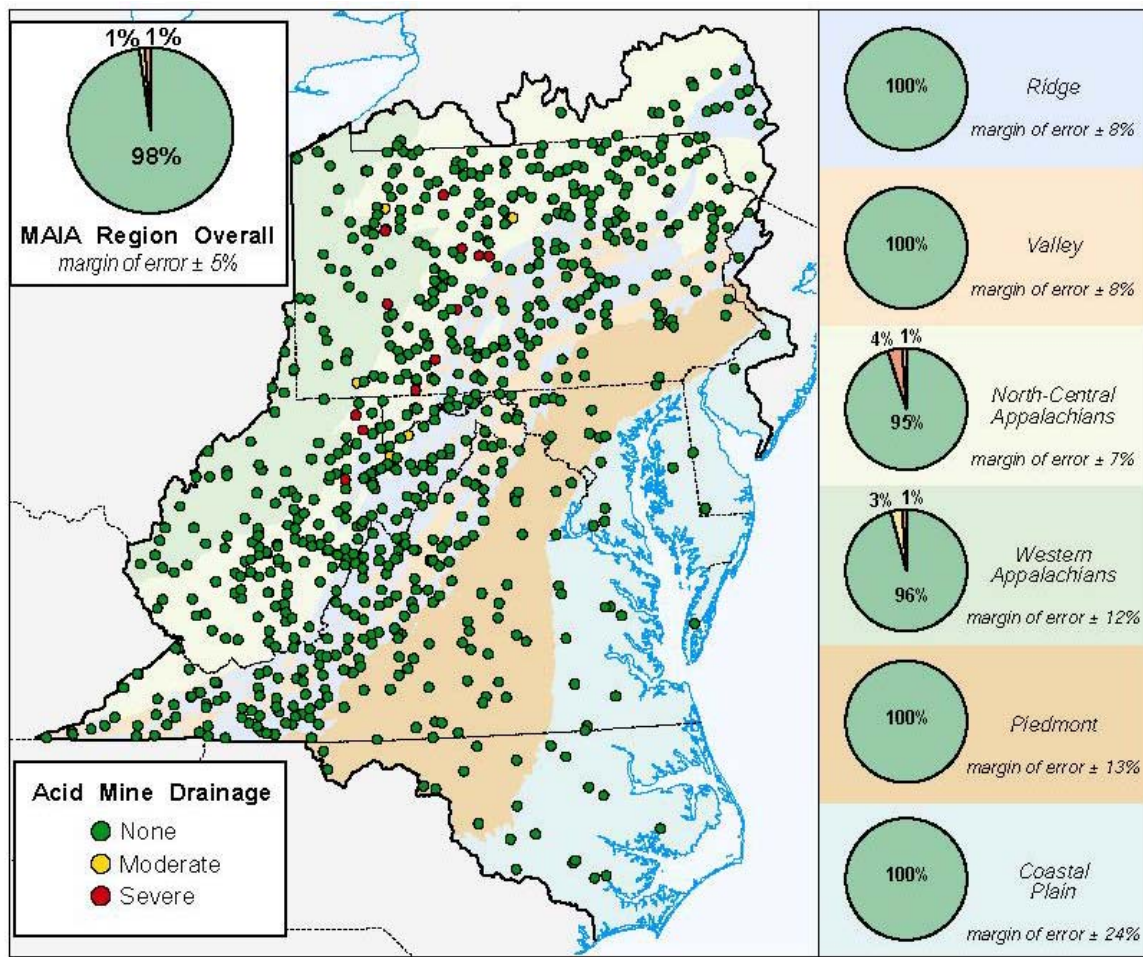 1% 1%
98%
MAIA Region Overall
margin of error ± 5%
Acid Mine Drainage
None
Moderate
Severe
100%
Ridge
margin of error ± 8%
100%
Valley
margin of error ± 8%
4% 1%
95%
North-Central
Appalachians
margin of error ± 7%
3% 1%
96%
Western
Appalachians
margin of error ± 12%
100%
Piedmont
margin of error ± 13%
100%
Coastal
Plain
margin of error ± 24%